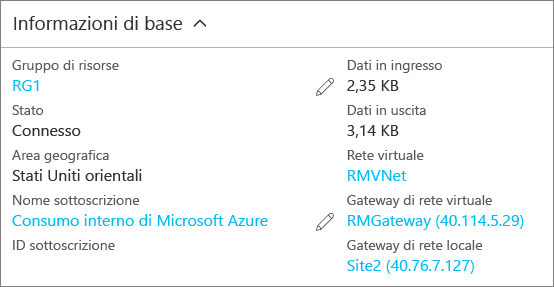 Informazioni di base
Gruppo di risorse
RG1
Stato
Connesso
Area geografica
Stati Uniti orientali
Nome sottoscrizione
Consumo interno di Microsoft Azure
ID sottoscrizione
Dati in ingresso
2,35 KB
Dati in uscita
3,14 KB
Rete virtuale
RMVNet
Gateway di rete virtuale
RMGateway (40.114.5.29)
Gateway di rete locale
Site2 (40.76.7.127)